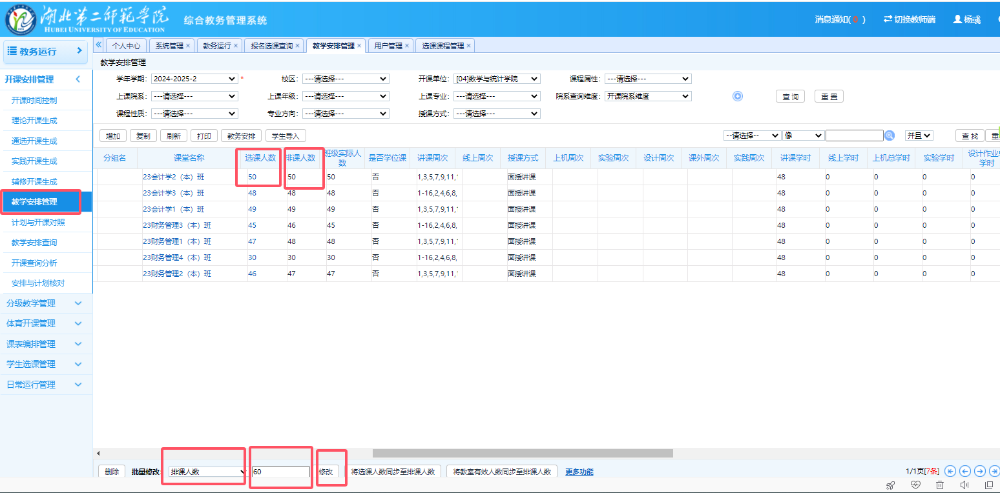 湖北第二师范学院 综合教务管理系统 消息通知( 0 ) 切换教师端 杨彧
HUBEI UNIVERSITY OF EDUCATION
教务运行
个人中心 系统管理 × 教务运行 × 报名选课查询 × 教学安排管理 × 用户管理 × 选课课程管理 ×
教学安排管理
开课安排管理
开课时间控制
理论开课生成
通选开课生成
实践开课生成
辅修开课生成
教学安排管理
计划与开课对照
教学安排查询
开课查询分析
安排与计划核对
分级教学管理
体育开课管理
课表编排管理
学生选课管理
日常运行管理
学年学期: 2024-2025-2 * 校区: ---请选择--- 开课单位: [04]数学与统计学院 课程属性: ---请选择---
上课院系: ---请选择--- 上课年级: ---请选择--- 上课专业: ---请选择--- 院系查询维度: 开课院系维度 查 询 重 置
课程性质: ---请选择--- 专业方向: ---请选择--- 授课方式: ---请选择---
增加 复制 刷新 打印 教务安排 学生导入 --请选择-- 像 并且 查 找
分组名 课堂名称 选课人数 排课人数 班级实际人数 是否学位课 讲课周次 线上周次 授课方式 上机周次 实验周次 设计周次 课外周次 实践周次 讲课学时 线上学时 上机总学时 实验学时 设计作业 学时
23会计学2（本）班 50 50 50 否 1,3,5,7,9,11, 面授讲课 48 0 0 0 0
23会计学3（本）班 48 48 48 否 1-16,2,4,6,8, 面授讲课 48 0 0 0 0
23会计学1（本）班 49 49 49 否 1,3,5,7,9,11, 面授讲课 48 0 0 0 0
23财务管理3（本）班 45 46 45 否 1-16,2,4,6,8, 面授讲课 48 0 0 0 0
23财务管理1（本）班 47 48 48 否 1,3,5,7,9,11, 面授讲课 48 0 0 0 0
23财务管理4（本）班 30 30 30 否 1-16,2,4,6,8, 面授讲课 48 0 0 0 0
23财务管理2（本）班 46 47 47 否 1,3,5,7,9,11, 面授讲课 48 0 0 0 0
删除 批量修改: 排课人数 60 修改 将选课人数同步至排课人数 将教室有效人数同步至排课人数 更多功能 1/1页[7条]